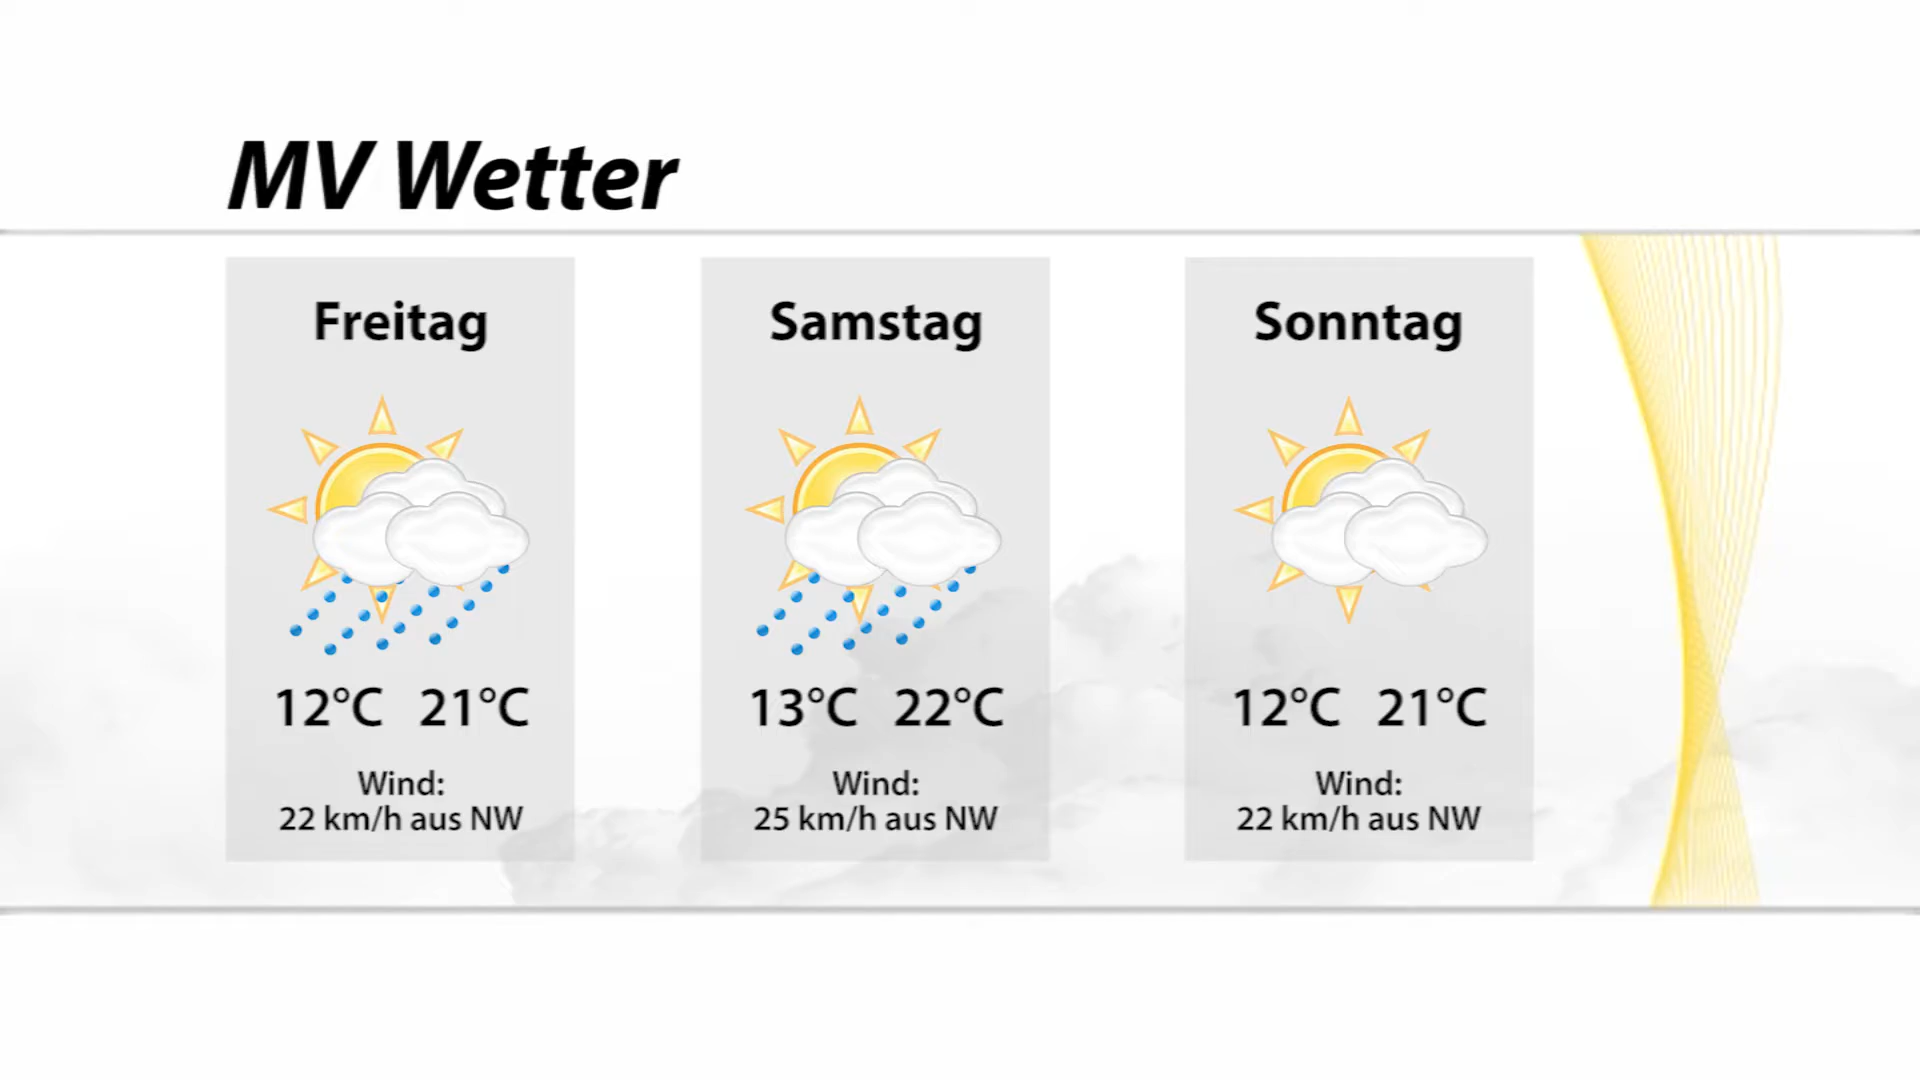 MV Wetter
Freitag
12°C 21°C
Wind:
22 km/h aus NW
Samstag
13°C 22°C
Wind:
25 km/h aus NW
Sonntag
12°C 21°C
Wind:
22 km/h aus NW